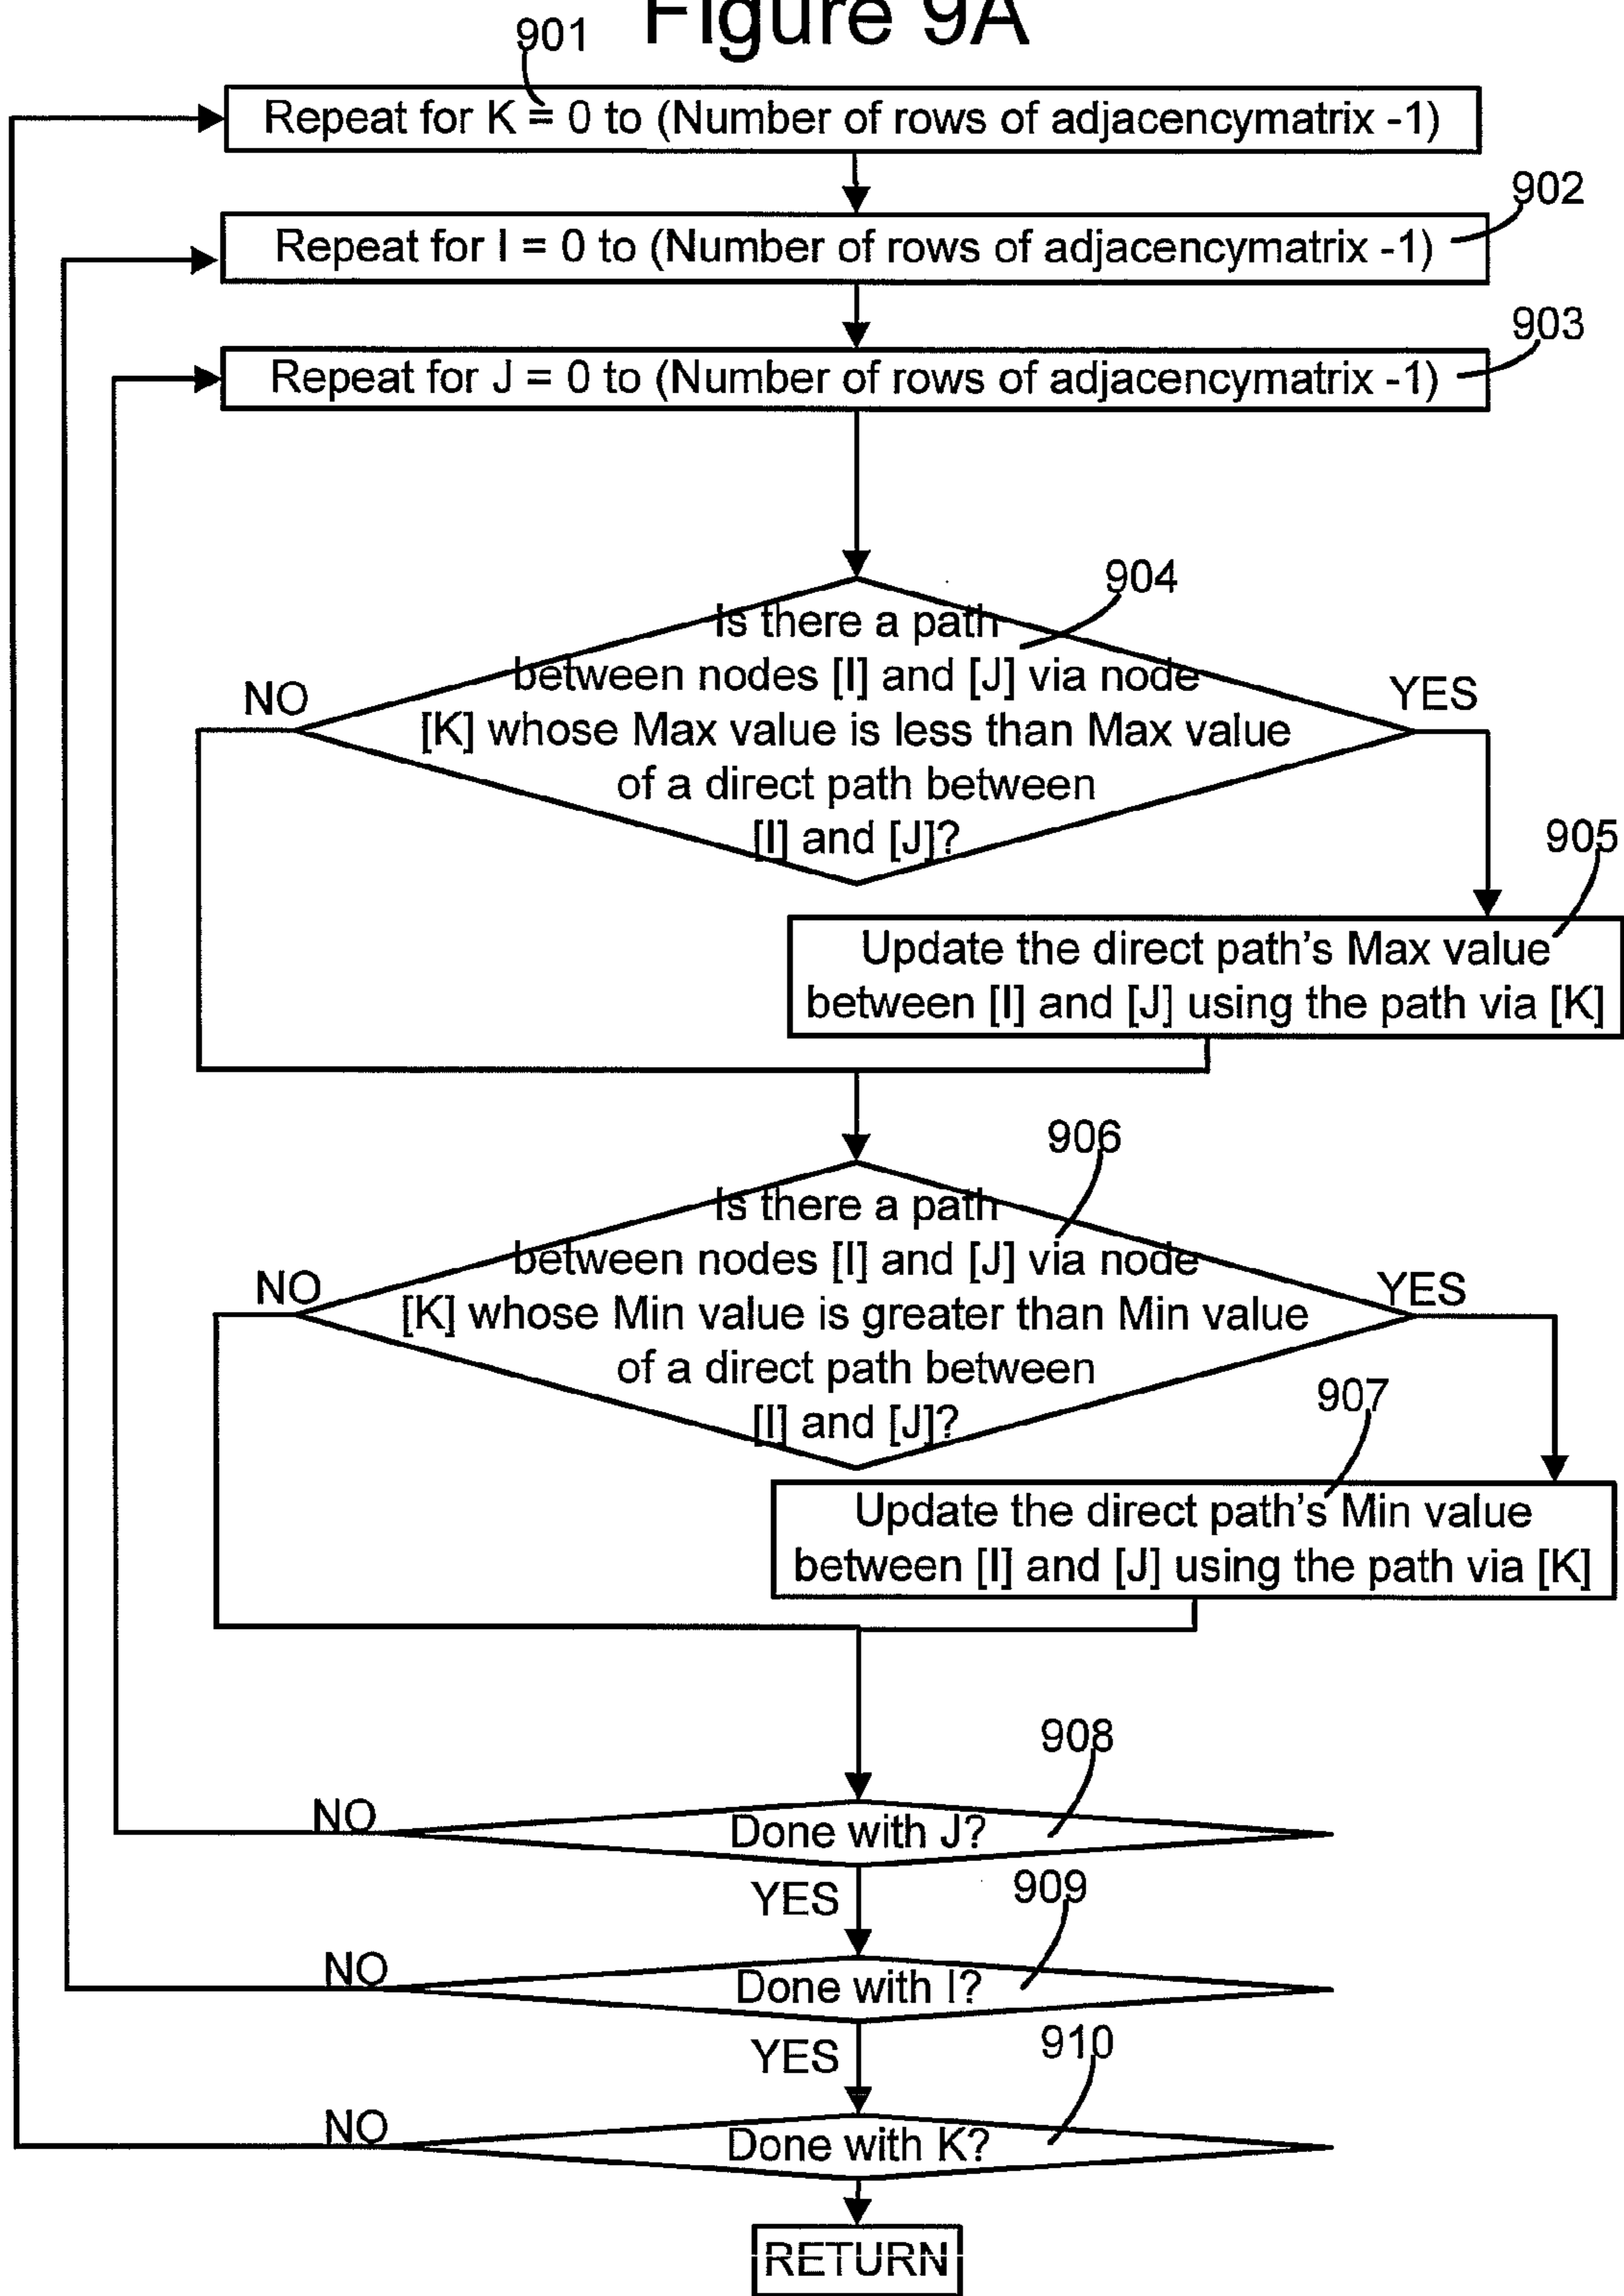 Figure 9A
901
Repeat for K = 0 to (Number of rows of adjacencymatrix -1)
902
Repeat for I = 0 to (Number of rows of adjacencymatrix -1)
903
Repeat for J = 0 to (Number of rows of adjacencymatrix -1)
904
Is there a path
between nodes [I] and [J] via node
[K] whose Max value is less than Max value
of a direct path between
[I] and [J]?
NO
YES
905
Update the direct path's Max value
between [I] and [J] using the path via [K]
906
Is there a path
between nodes [I] and [J] via node
[K] whose Min value is greater than Min value
of a direct path between
[I] and [J]?
NO
YES
907
Update the direct path's Min value
between [I] and [J] using the path via [K]
908
NO
Done with J?
YES
909
NO
Done with I?
YES
910
NO
Done with K?
RETURN